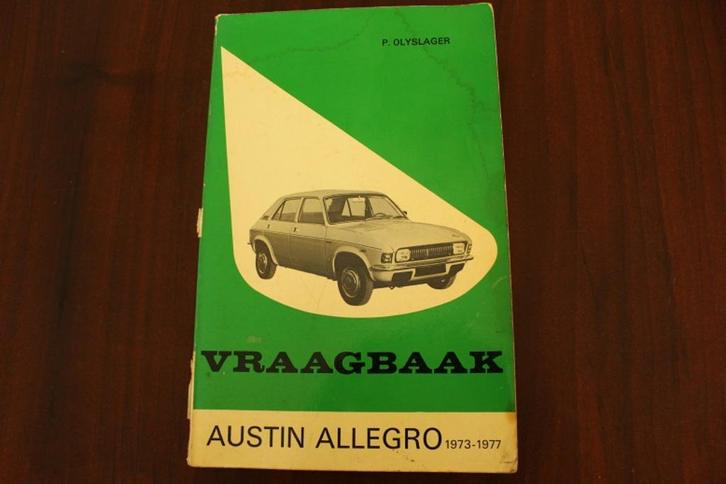 P. OLYSLAGER
VRAAGBAAK
AUSTIN ALLEGRO 1973-1977